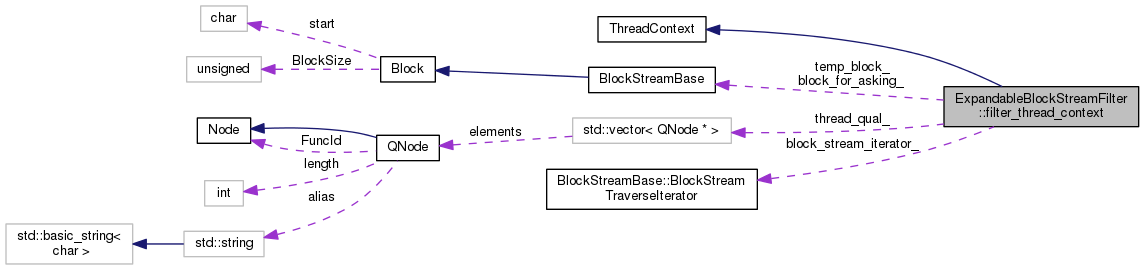 char
start
ThreadContext
unsigned
BlockSize
Block
BlockStreamBase
temp_block_
block_for_asking_
ExpandableBlockStreamFilter
::filter_thread_context
Node
FuncId
QNode
elements
std::vector< QNode * >
thread_qual_
block_stream_iterator_
length
int
alias
BlockStreamBase::BlockStream
TraverseIterator
std::basic_string<
char >
std::string